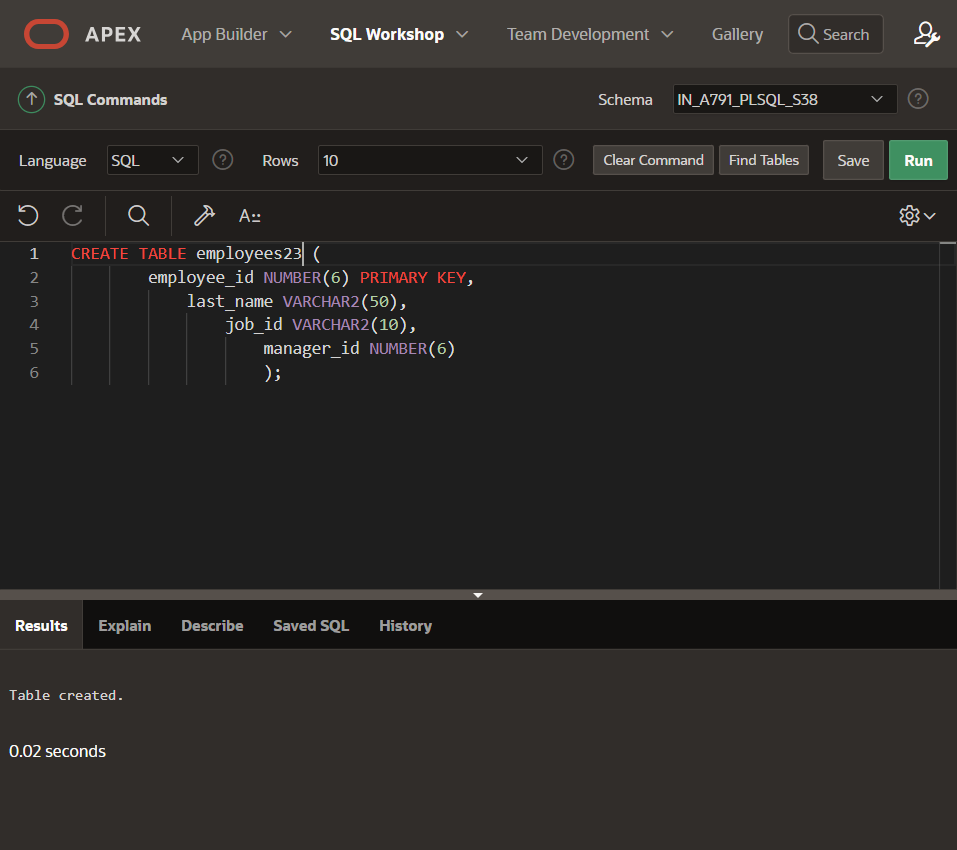 APEX App Builder SQL Workshop Team Development Gallery Search
SQL Commands Schema IN_A791_PLSQL_S38 ?
Language SQL ? Rows 10 ? Clear Command Find Tables Save Run
A::
1 CREATE TABLE employees23 (
2 employee_id NUMBER(6) PRIMARY KEY,
3 last_name VARCHAR2(50),
4 job_id VARCHAR2(10),
5 manager_id NUMBER(6)
6 );
Results Explain Describe Saved SQL History
Table created.
0.02 seconds